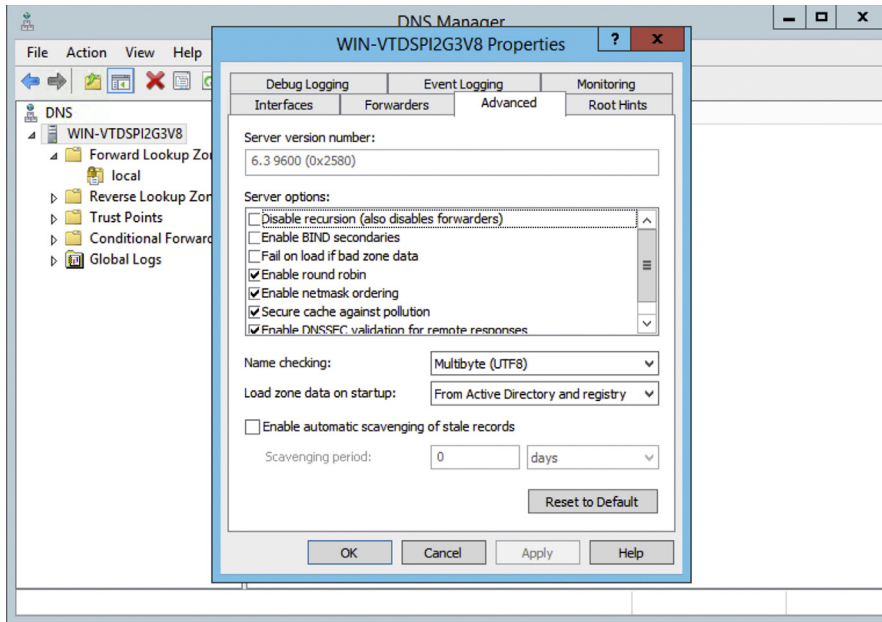 DNS Manager
File Action View Help
DNS
WIN-VTDSPI2G3V8
Forward Lookup Zo
local
Reverse Lookup Zor
Trust Points
Conditional Forward
Global Logs
WIN-VTDSPI2G3V8 Properties ? x
Debug Logging Event Logging Monitoring
Interfaces Forwarders Advanced Root Hints
Server version number:
6.3 9600 (0x2580)
Server options:
Disable recursion (also disables forwarders)
Enable BIND secondaries
Fail on load if bad zone data
Enable round robin
Enable netmask ordering
Secure cache against pollution
Enable DNSSEC validation for remote responses
Name checking: Multibyte (UTF8)
Load zone data on startup: From Active Directory and registry
Enable automatic scavenging of stale records
Scavenging period: 0 days
Reset to Default
OK Cancel Apply Help